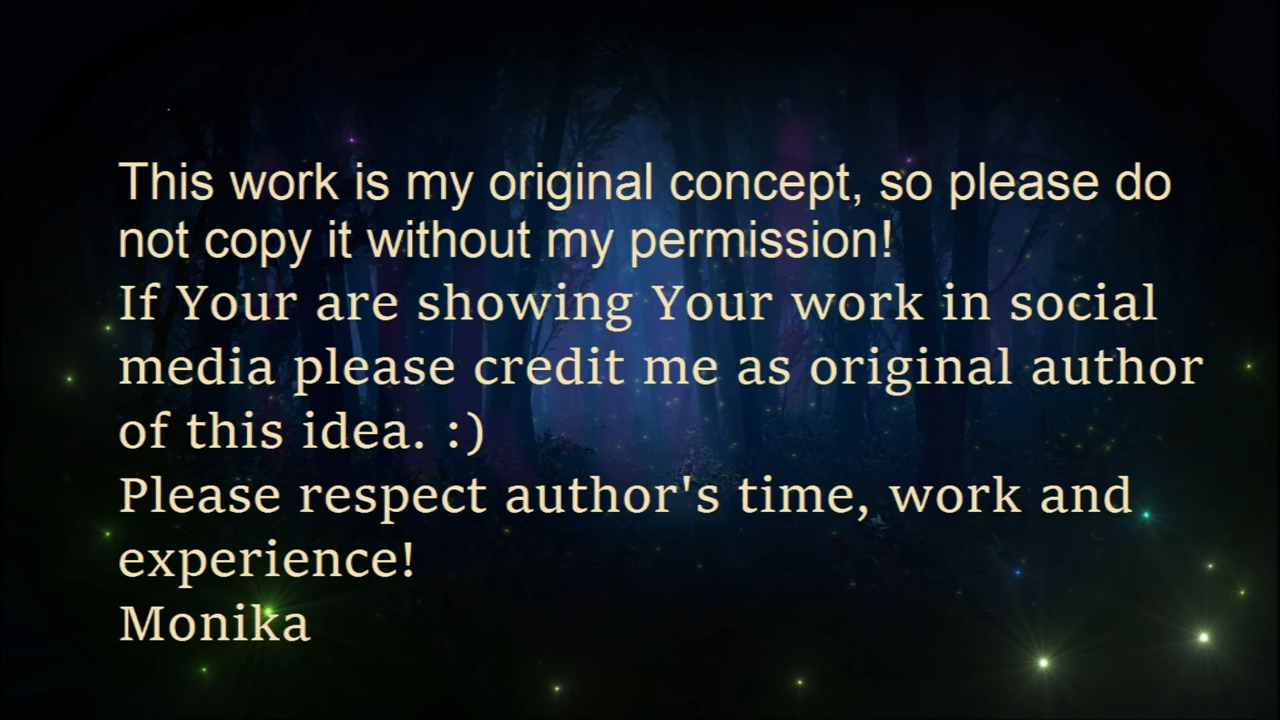 This work is my original concept, so please do
not copy it without my permission!
If Your are showing Your work in social
media please credit me as original author
of this idea. :)
Please respect author's time, work and
experience!
Monika